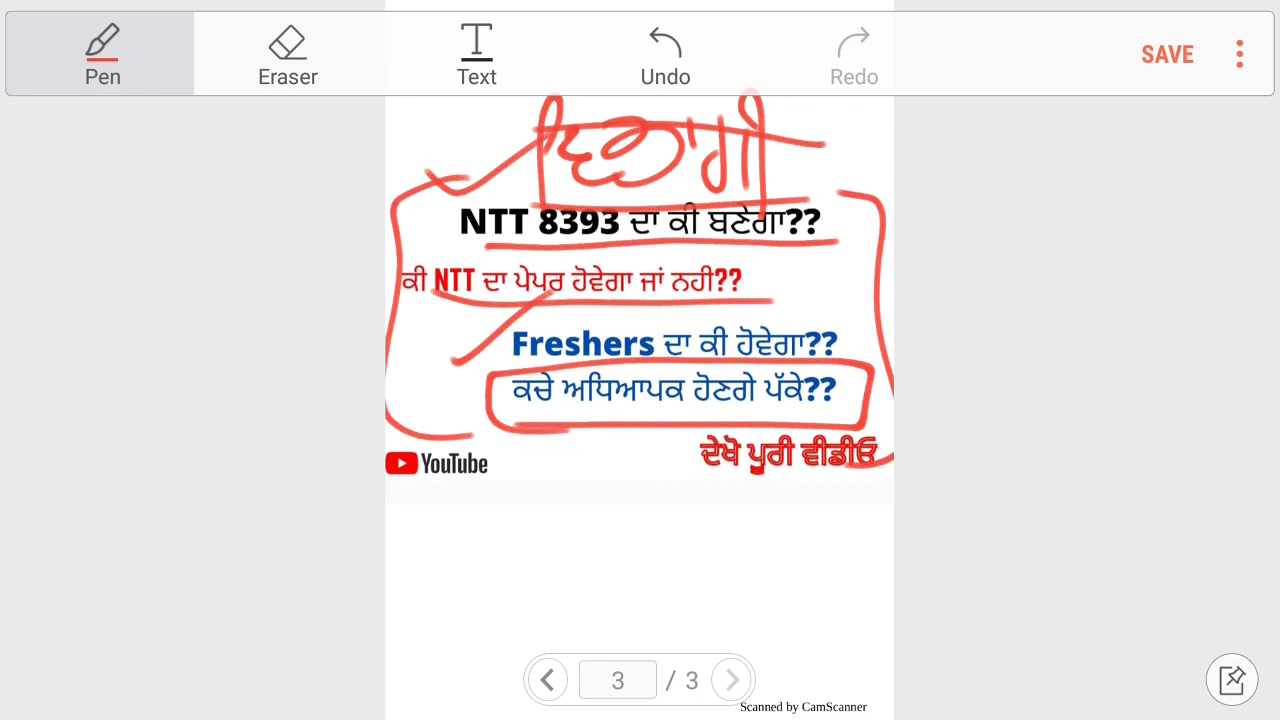 Pen
Eraser
Text
Undo
Redo
SAVE
NTT 8393 ਦਾ ਕੀ ਬਣੇਗਾ??
ਕੀ NTT ਦਾ ਪੇਪਰ ਹੋਵੇਗਾ ਜਾਂ ਨਹੀ??
Freshers ਦਾ ਕੀ ਹੋਵੇਗਾ??
ਕਚੇ ਅਧਿਆਪਕ ਹੋਣਗੇ ਪੱਕੇ??
ਦੇਖੋ ਪੂਰੀ ਵੀਡੀਓ
YouTube
3 / 3
Scanned by CamScanner